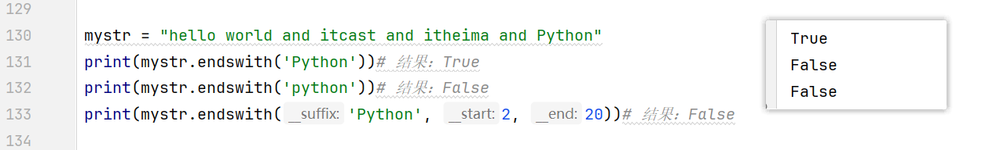 129
130 mystr = "hello world and itcast and itheima and Python"
131 print(mystr.endswith('Python'))# 结果：True
132 print(mystr.endswith('python'))# 结果：False
133 print(mystr.endswith(__suffix: 'Python', __start: 2, __end: 20))# 结果：False
134
True
False
False